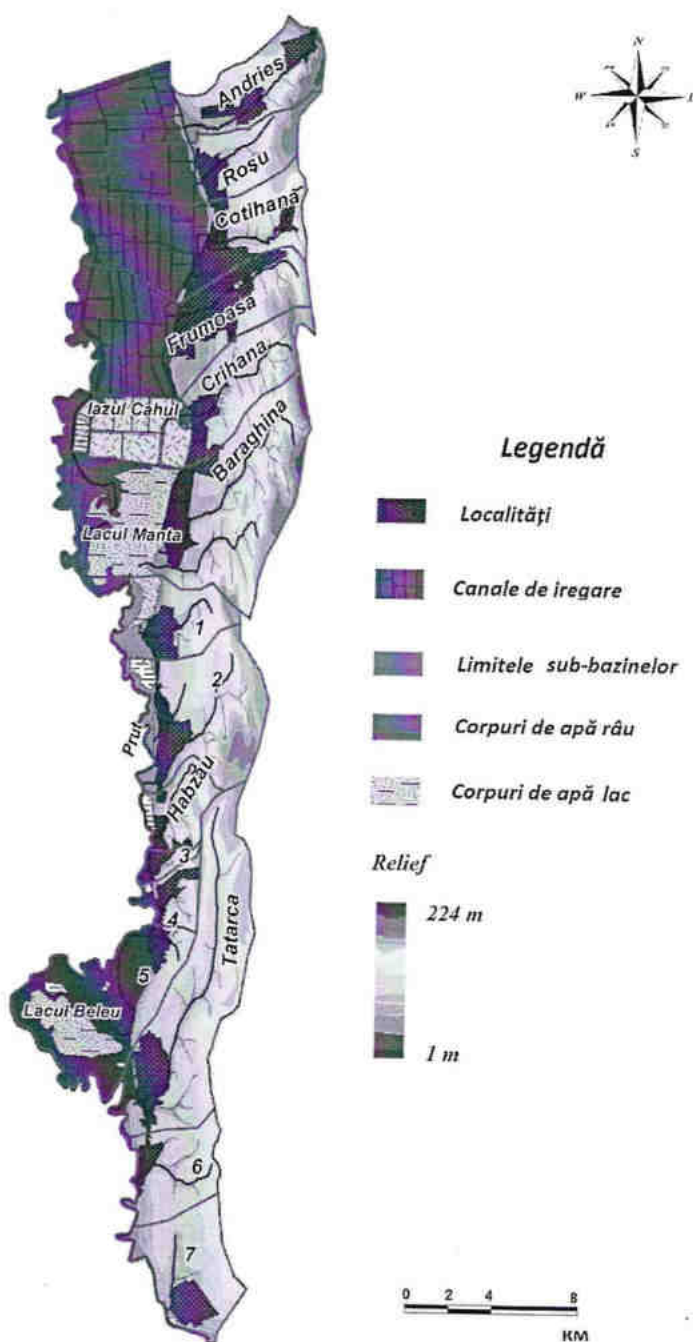 N
W
S
Andrieș
Roșu
Cotihana
Frumoasa
Crihana
Iazul Cahul
Baraghina
Legendă
Localități
Lacul Manta
Canale de iregare
1
Limitele sub-bazinelor
2
Prut
Corpuri de apă râu
Habzău
Corpuri de apă lac
3
Relief
4
224 m
Tatarca
5
Lacul Beleu
1 m
6
7
0 2 4 8
KM